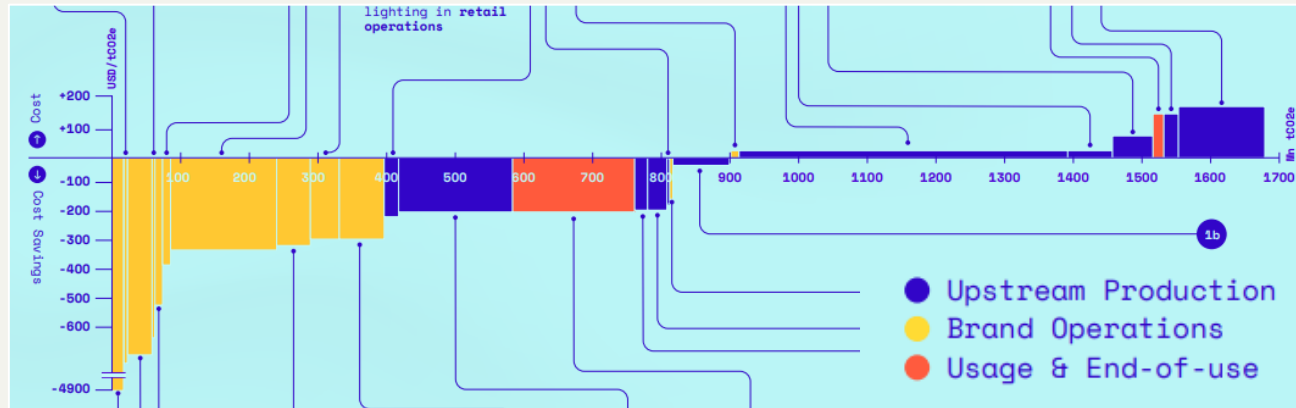 lighting in retail
operations
USD/tCO2e
Cost
+200
+100
-100
-200
-300
-400
-500
-600
-4900
Cost Savings
100 200 300 400 500 600 700 800 900 1000 1100 1200 1300 1400 1500 1600 1700
Mn tCO2e
1b
Upstream Production
Brand Operations
Usage & End-of-use